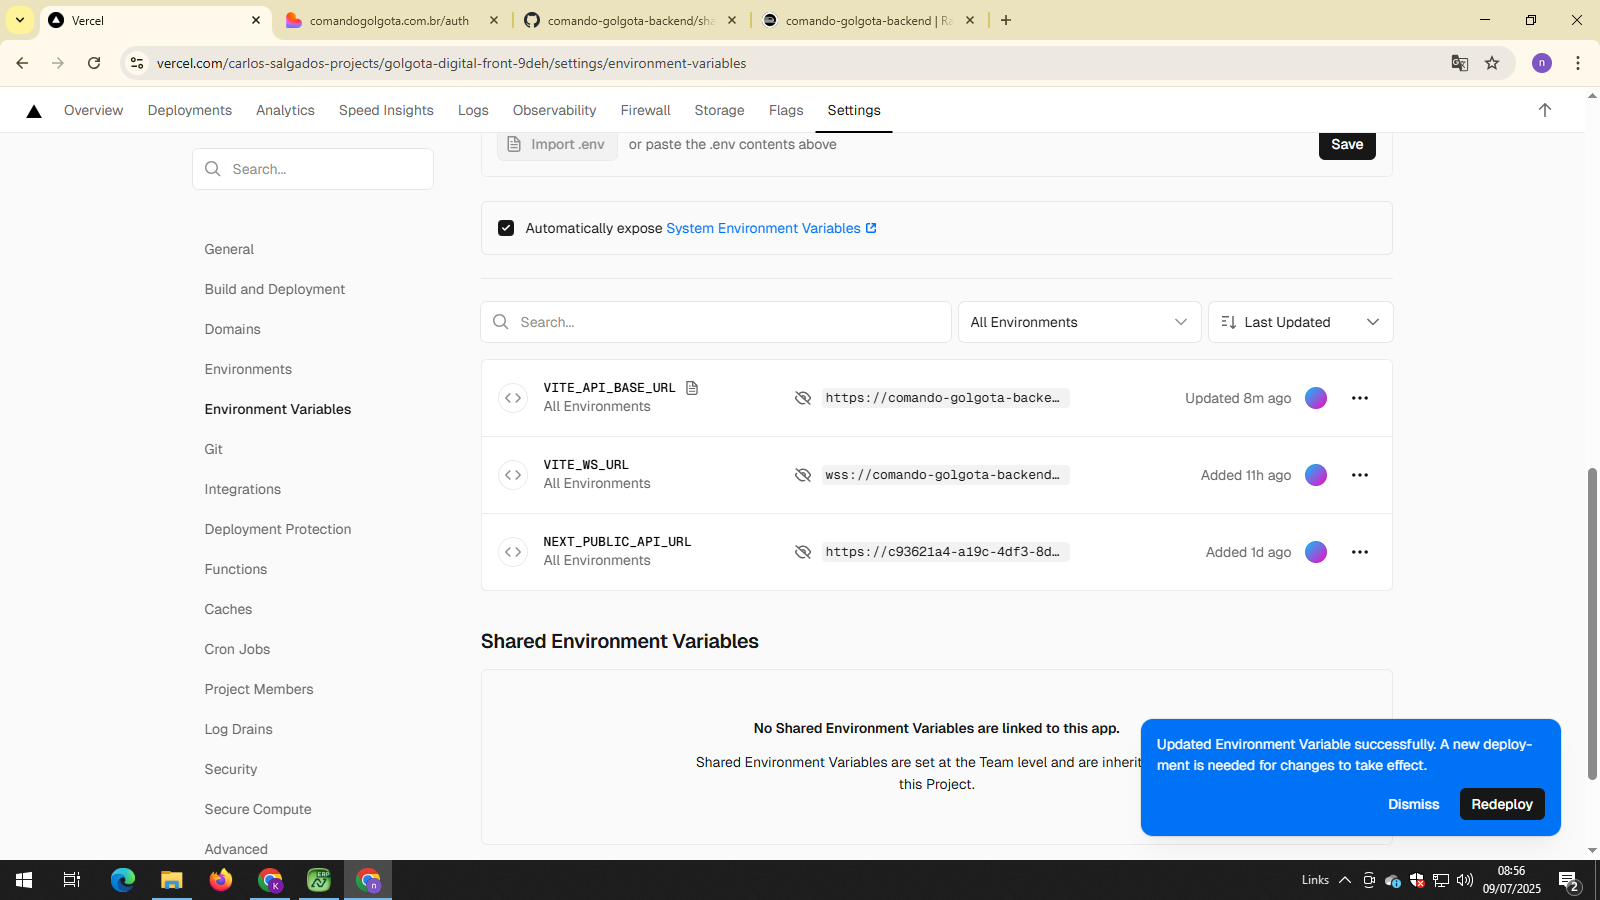 Vercel
comandogolgota.com.br/auth
comando-golgota-backend/sha
comando-golgota-backend | Ra
vercel.com/carlos-salgados-projects/golgota-digital-front-9deh/settings/environment-variables
n
Overview
Deployments
Analytics
Speed Insights
Logs
Observability
Firewall
Storage
Flags
Settings
Import .env
or paste the .env contents above
Save
Search...
Automatically expose System Environment Variables
General
Build and Deployment
Domains
Environments
Environment Variables
Git
Integrations
Deployment Protection
Functions
Caches
Cron Jobs
Project Members
Log Drains
Security
Secure Compute
Advanced
Search...
All Environments
Last Updated
VITE_API_BASE_URL
All Environments
https://comando-golgota-backe…
Updated 8m ago
VITE_WS_URL
All Environments
wss://comando-golgota-backend…
Added 11h ago
NEXT_PUBLIC_API_URL
All Environments
https://c93621a4-a19c-4df3-8d…
Added 1d ago
Shared Environment Variables
No Shared Environment Variables are linked to this app.
Shared Environment Variables are set at the Team level and are inherit
this Project.
Updated Environment Variable successfully. A new deploy-
ment is needed for changes to take effect.
Dismiss
Redeploy
K
ERP
n
Links
08:56
09/07/2025
2